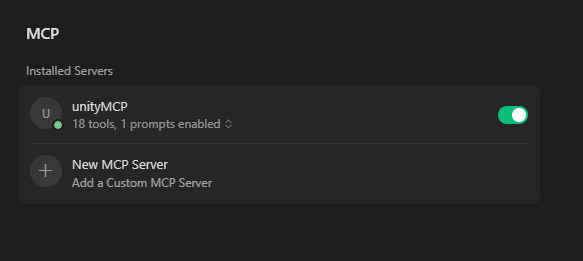 MCP
Installed Servers
U
unityMCP
18 tools, 1 prompts enabled
New MCP Server
Add a Custom MCP Server